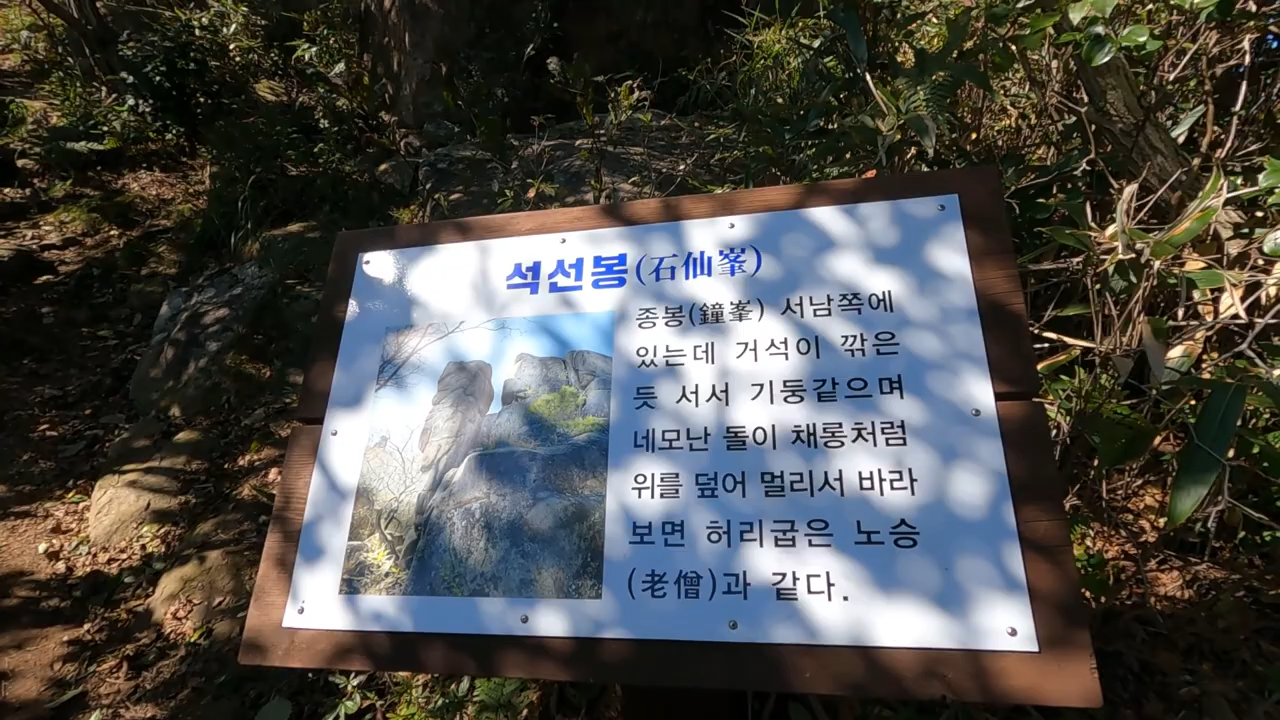 석선봉(石仙峯)
종봉(鐘峯) 서남쪽에
있는데 거석이 깎은
듯 서서 기둥같으며
네모난 돌이 채롱처럼
위를 덮어 멀리서 바라
보면 허리굽은 노승
(老僧)과 같다.